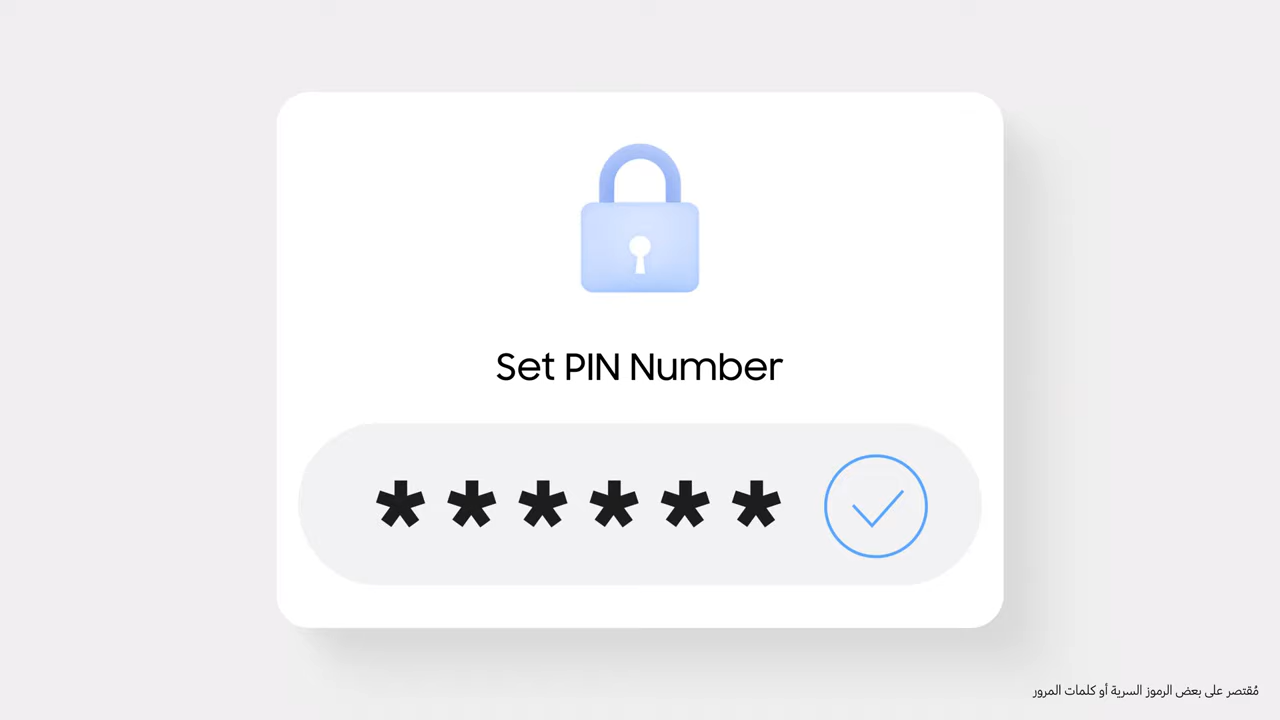 Set PIN Number
******
مُقتصر على بعض الرموز السرية أو كلمات المرور